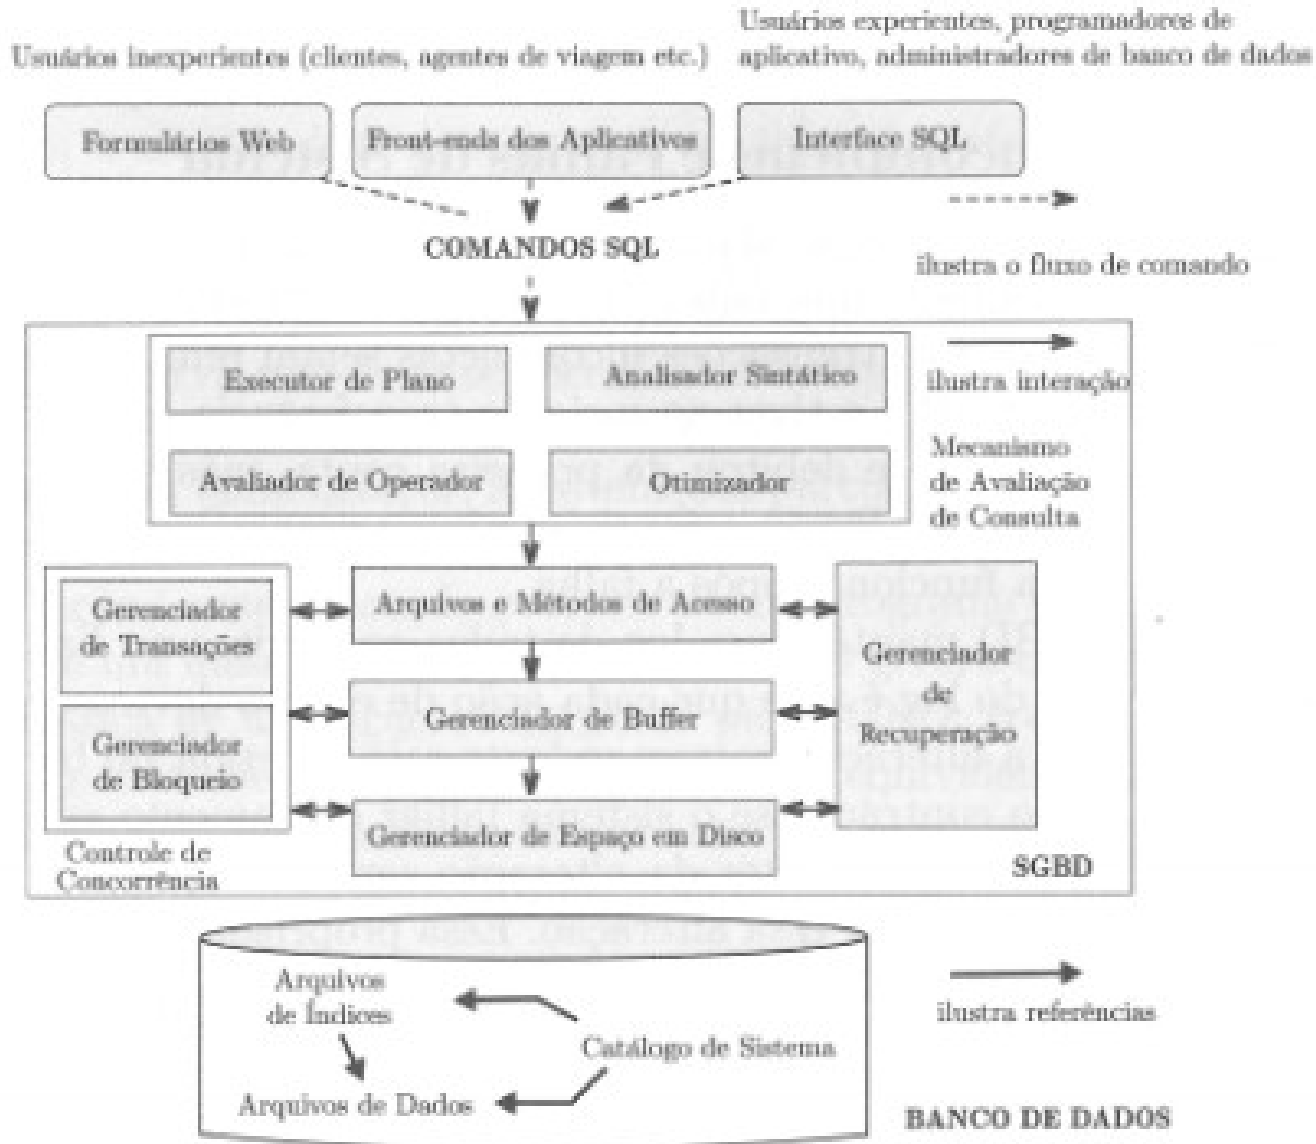 Usuários inexperientes (clientes, agentes de viagem etc.)
Usuários experientes, programadores de
aplicativo, administradores de banco de dados
Formulários Web
Front-ends dos Aplicativos
Interface SQL
COMANDOS SQL
ilustra o fluxo de comando
Executor de Plano
Analisador Sintático
ilustra interação
Avaliador de Operador
Otimizador
Mecanismo
de Avaliação
de Consulta
Gerenciador
de Transações
Arquivos e Métodos de Acesso
Gerenciador
de
Recuperação
Gerenciador de Buffer
Gerenciador
de Bloqueio
Gerenciador de Espaço em Disco
Controle de
Concorrência
SGBD
Arquivos
de Índices
ilustra referências
Catálogo de Sistema
Arquivos de Dados
BANCO DE DADOS